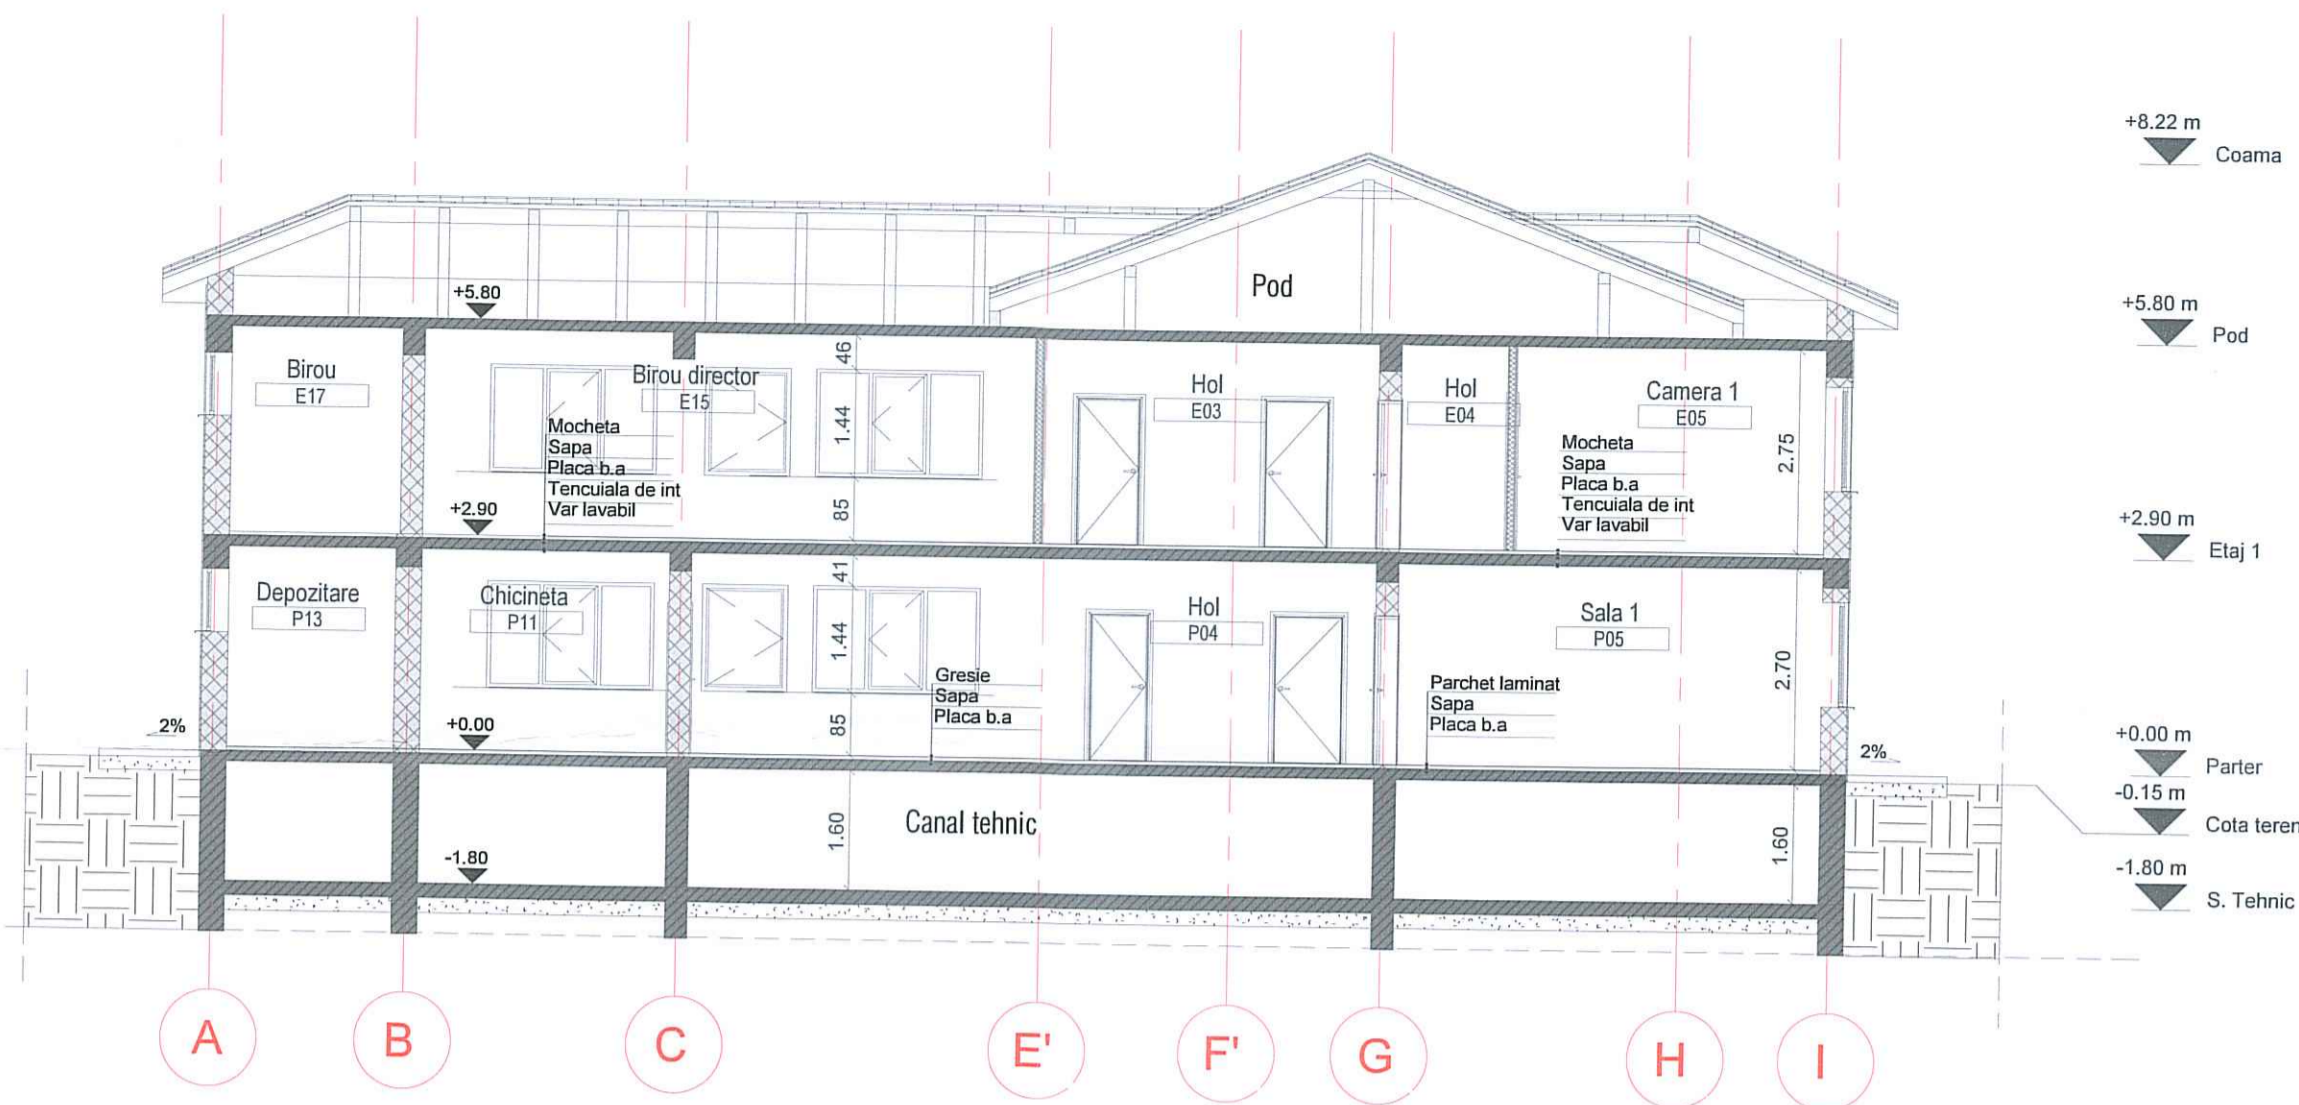 +8.22 m
Coama
Pod
+5.80
+5.80 m
Pod
46
Birou
E17
Birou director
E15
Hol
E03
Hol
E04
Camera 1
E05
1.44
2.75
Mocheta
Sapa
Placa b.a
Tencuiala de int
Var lavabil
Mocheta
Sapa
Placa b.a
Tencuiala de int
Var lavabil
+2.90
85
+2.90 m
Etaj 1
41
Depozitare
P13
Chicineta
P11
Hol
P04
Sala 1
P05
1.44
2.70
Gresie
Sapa
Placa b.a
Parchet laminat
Sapa
Placa b.a
2%
+0.00
85
2%
+0.00 m
Parter
-0.15 m
Cota teren
Canal tehnic
1.60
1.60
-1.80
-1.80 m
S. Tehnic
A
B
C
E'
F'
G
H
I